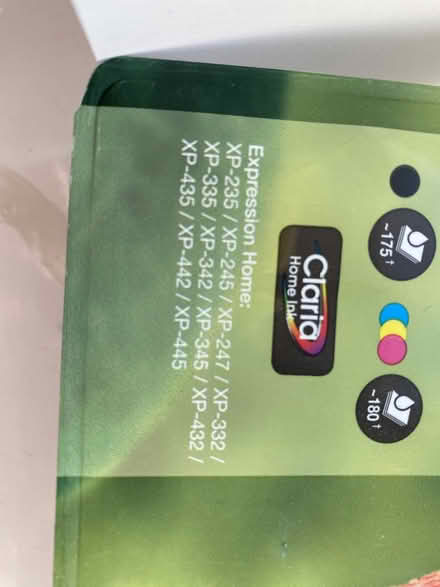 ~175†
~180†
Claria
Home Ink
Expression Home:
XP-235 / XP-245 / XP-247 / XP-332 /
XP-335 / XP-342 / XP-345 / XP-432 /
XP-435 / XP-442 / XP-445